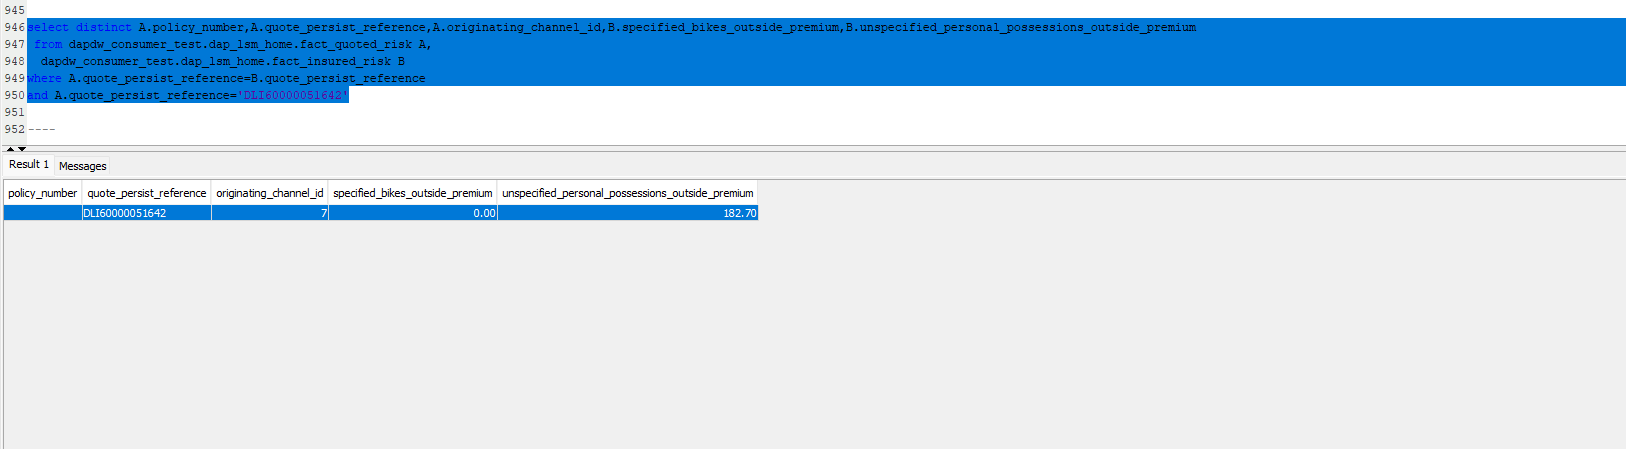 945
946 select distinct A.policy_number,A.quote_persist_reference,A.originating_channel_id,B.specified_bikes_outside_premium,B.unspecified_personal_possessions_outside_premium
947 from dapdw_consumer_test.dap_lsm_home.fact_quoted_risk A,
948 dapdw_consumer_test.dap_lsm_home.fact_insured_risk B
949 where A.quote_persist_reference=B.quote_persist_reference
950 and A.quote_persist_reference='DLI60000051642'
951
952 ----
Result 1 Messages
policy_number quote_persist_reference originating_channel_id specified_bikes_outside_premium unspecified_personal_possessions_outside_premium
DLI60000051642 7 0.00 182.70